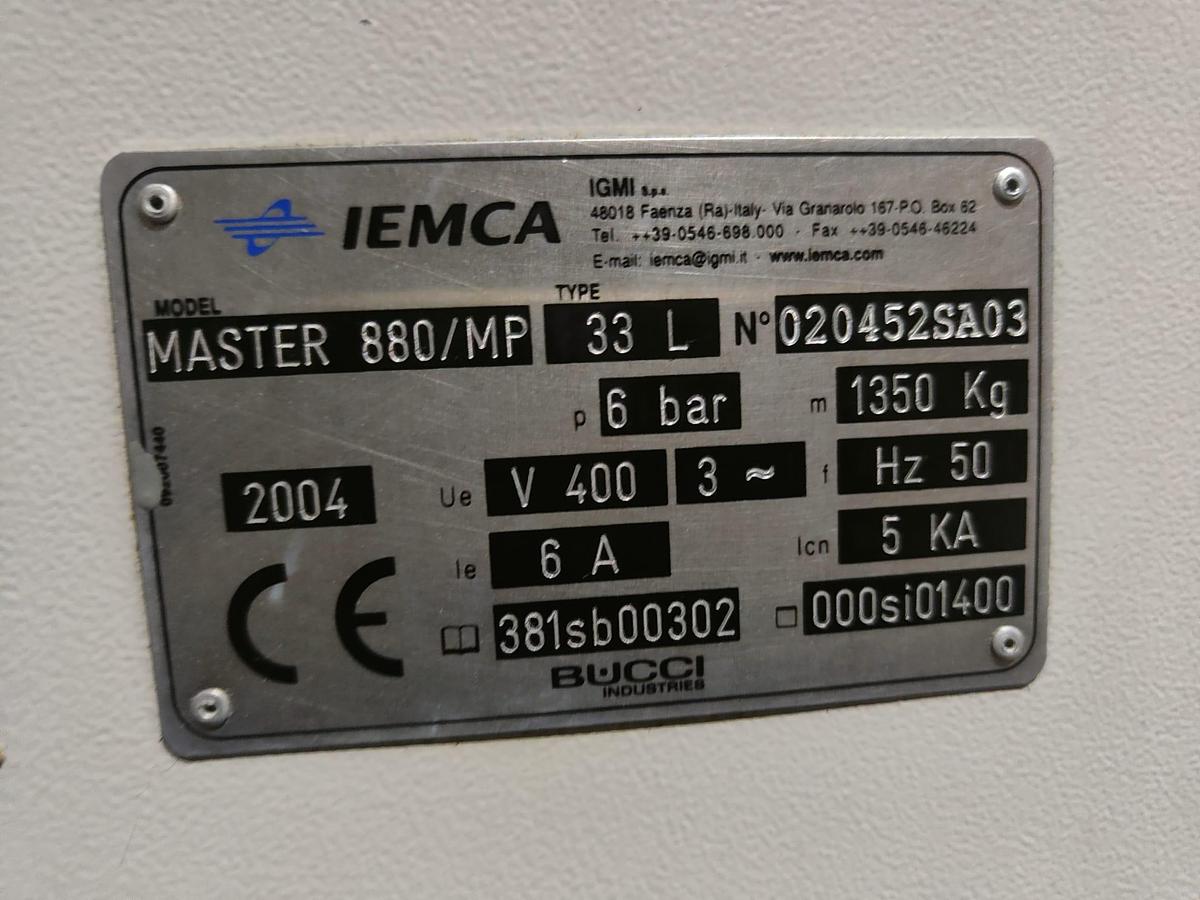 IEMCA
IGMI s.p.a.
48018 Faenza (Ra)-Italy- Via Granarolo 167-P.O. Box 62
Tel. ++39-0546-698.000 · Fax ++39-0546-46224
E-mail: iemca@igmi.it · www.iemca.com
MODEL TYPE
MASTER 880/MP 33 L N° 020452SA03
p 6 bar m 1350 Kg
2004 Ue V 400 3 ~ f Hz 50
Ie 6 A Icn 5 KA
CE 381sb00302 000si01400
BUCCI
INDUSTRIES